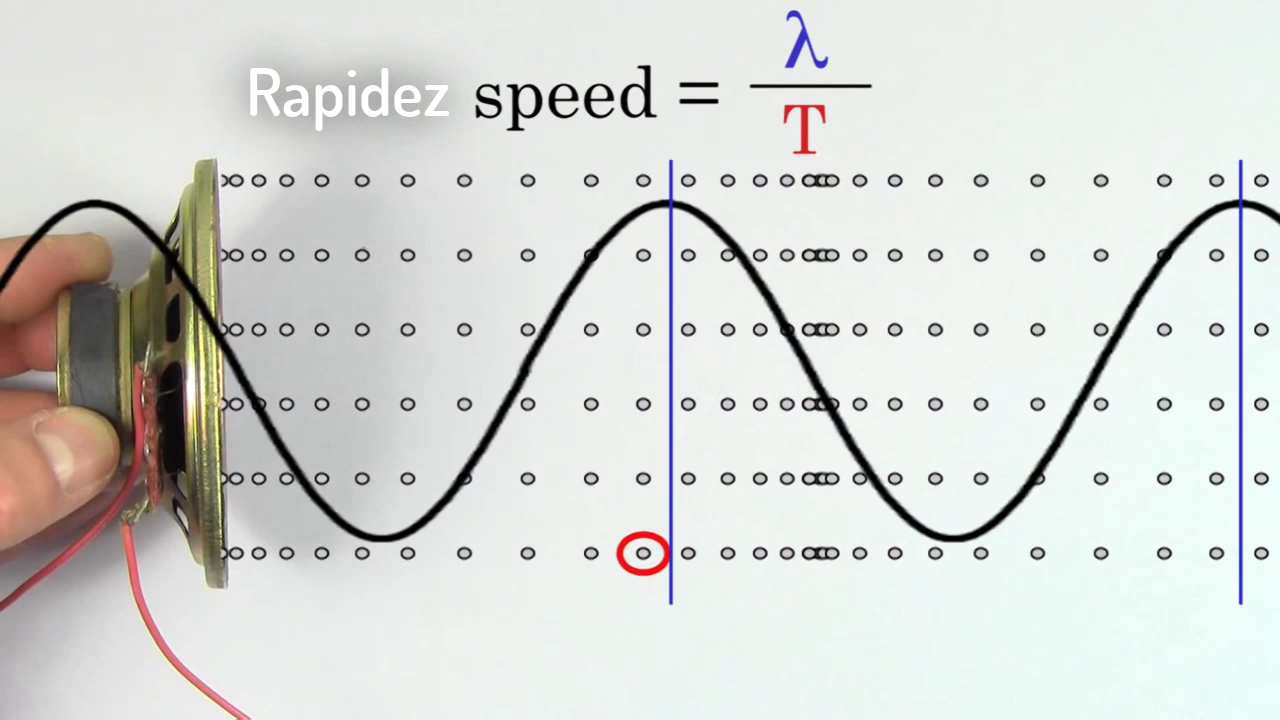 Rapidez speed = λ
T